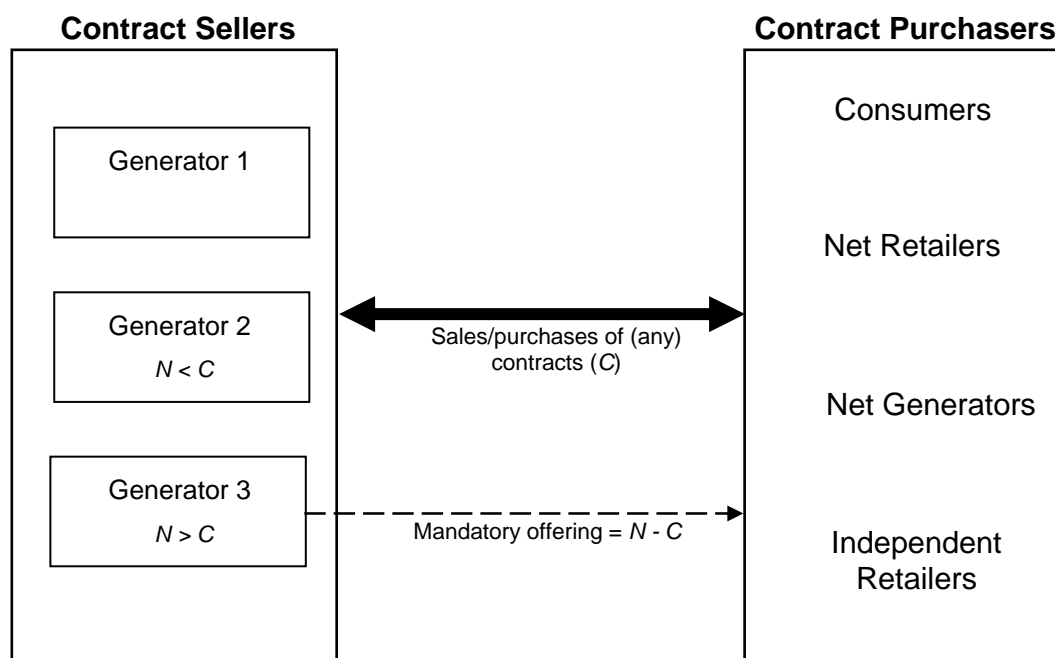 Contract Sellers
Contract Purchasers
Generator 1
Generator 2
N < C
Generator 3
N > C
Sales/purchases of (any)
contracts (C)
Mandatory offering = N - C
Consumers
Net Retailers
Net Generators
Independent
Retailers